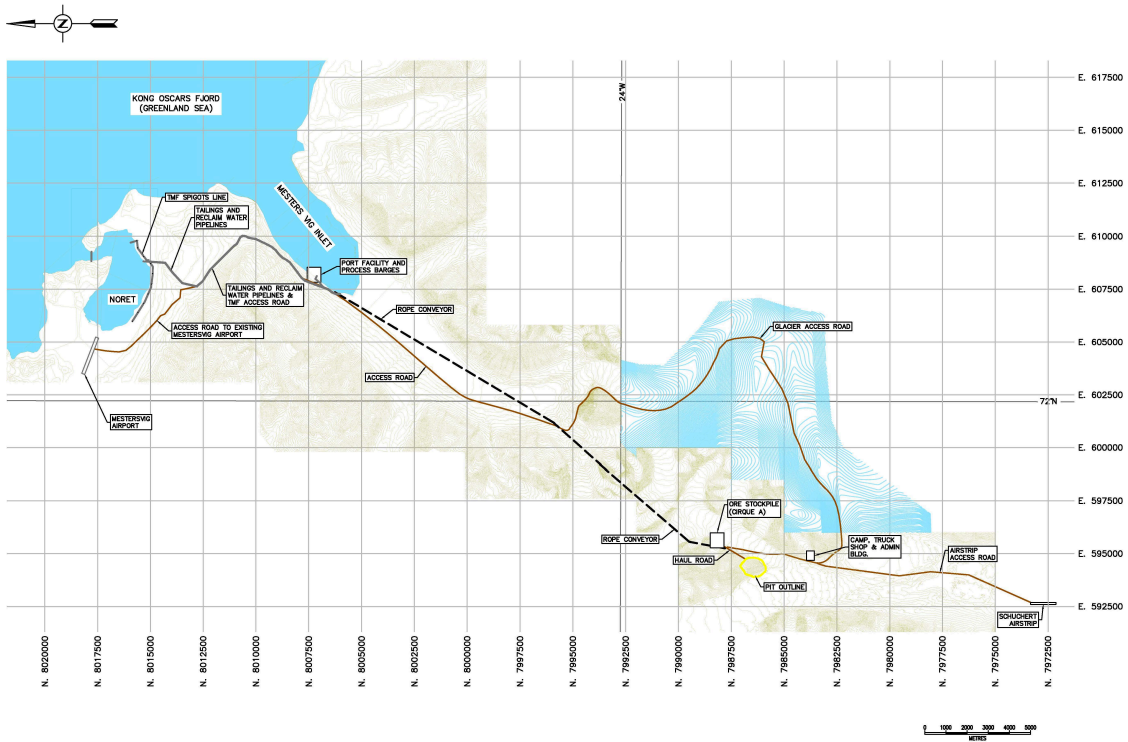 Z
KONG OSCARS FJORD
(GREENLAND SEA)
24°W
E. 617500
E. 615000
E. 612500
E. 610000
E. 607500
E. 605000
E. 602500
E. 600000
E. 597500
E. 595000
E. 592500
TMF SPIGOTS LINE
TAILINGS AND
RECLAIM WATER
PIPELINES
MESTERS VIG INLET
PORT FACILITY AND
PROCESS BARGES
NORET
TAILINGS AND RECLAIM
WATER PIPELINES &
TMF ACCESS ROAD
ROPE CONVEYOR
ACCESS ROAD TO EXISTING
MESTERSVIG AIRPORT
GLACIER ACCESS ROAD
ACCESS ROAD
72°N
MESTERSVIG
AIRPORT
ORE STOCKPILE
(CIRQUE A)
ROPE CONVEYOR
HAUL ROAD
CAMP, TRUCK
SHOP & ADMIN
BLDG.
AIRSTRIP
ACCESS ROAD
PIT OUTLINE
SCHUCHERT
AIRSTRIP
N. 8020000
N. 8017500
N. 8015000
N. 8012500
N. 8010000
N. 8007500
N. 8005000
N. 8002500
N. 8000000
N. 7997500
N. 7995000
N. 7992500
N. 7990000
N. 7987500
N. 7985000
N. 7982500
N. 7980000
N. 7977500
N. 7975000
N. 7972500
0 1000 2000 3000 4000 5000
METRES